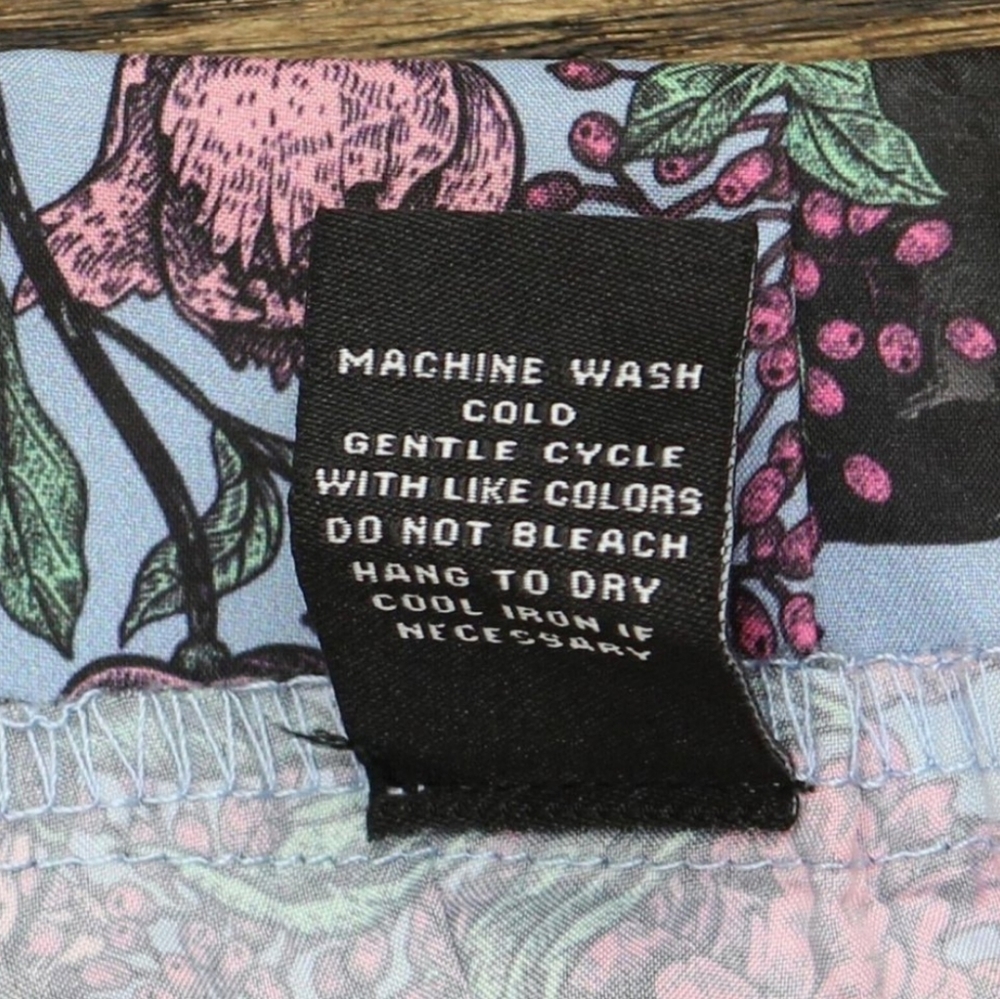 MACHINE WASH
COLD
GENTLE CYCLE
WITH LIKE COLORS
DO NOT BLEACH
HANG TO DRY
COOL IRON IF
NECESSARY